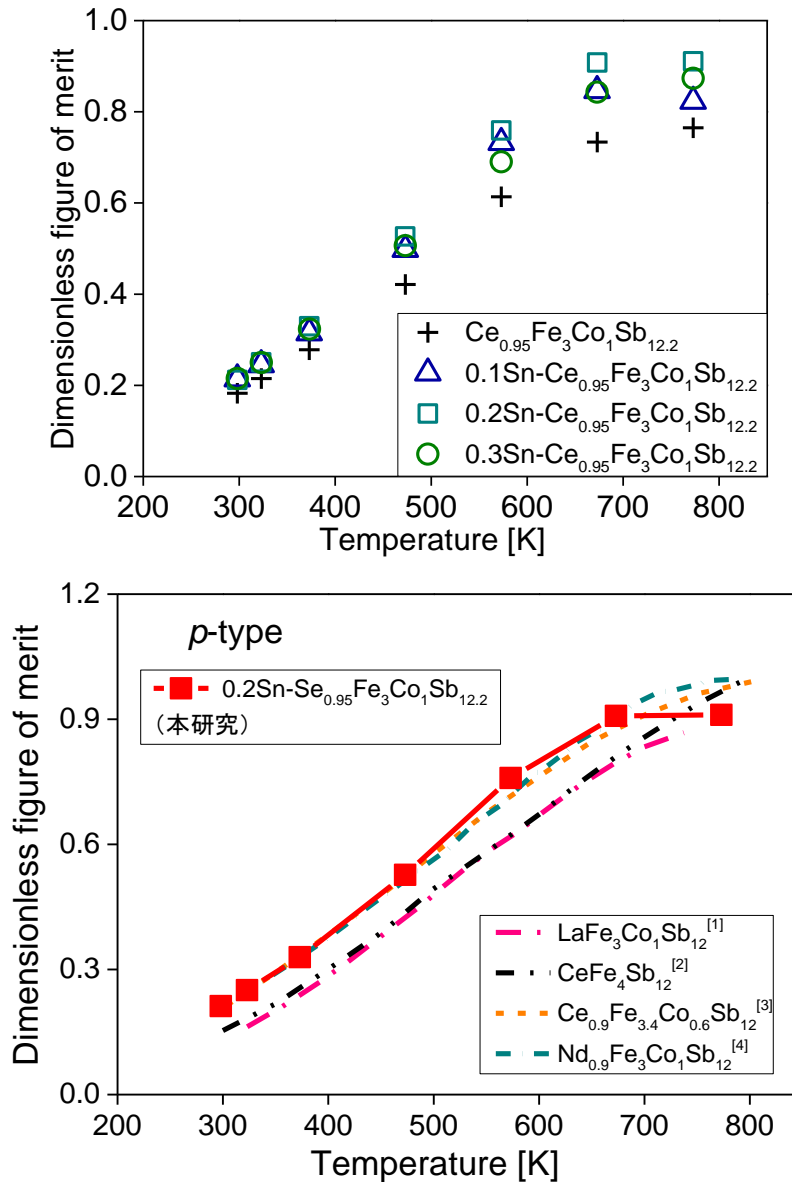 1.0
0.8
0.6
0.4
0.2
0.0
Dimensionless figure of merit
Ce0.95Fe3Co1Sb12.2
0.1Sn-Ce0.95Fe3Co1Sb12.2
0.2Sn-Ce0.95Fe3Co1Sb12.2
0.3Sn-Ce0.95Fe3Co1Sb12.2
200 300 400 500 600 700 800
Temperature [K]
1.2
0.9
0.6
0.3
0.0
Dimensionless figure of merit
p-type
0.2Sn-Se0.95Fe3Co1Sb12.2
（本研究）
LaFe3Co1Sb12[1]
CeFe4Sb12[2]
Ce0.9Fe3.4Co0.6Sb12[3]
Nd0.9Fe3Co1Sb12[4]
200 300 400 500 600 700 800
Temperature [K]